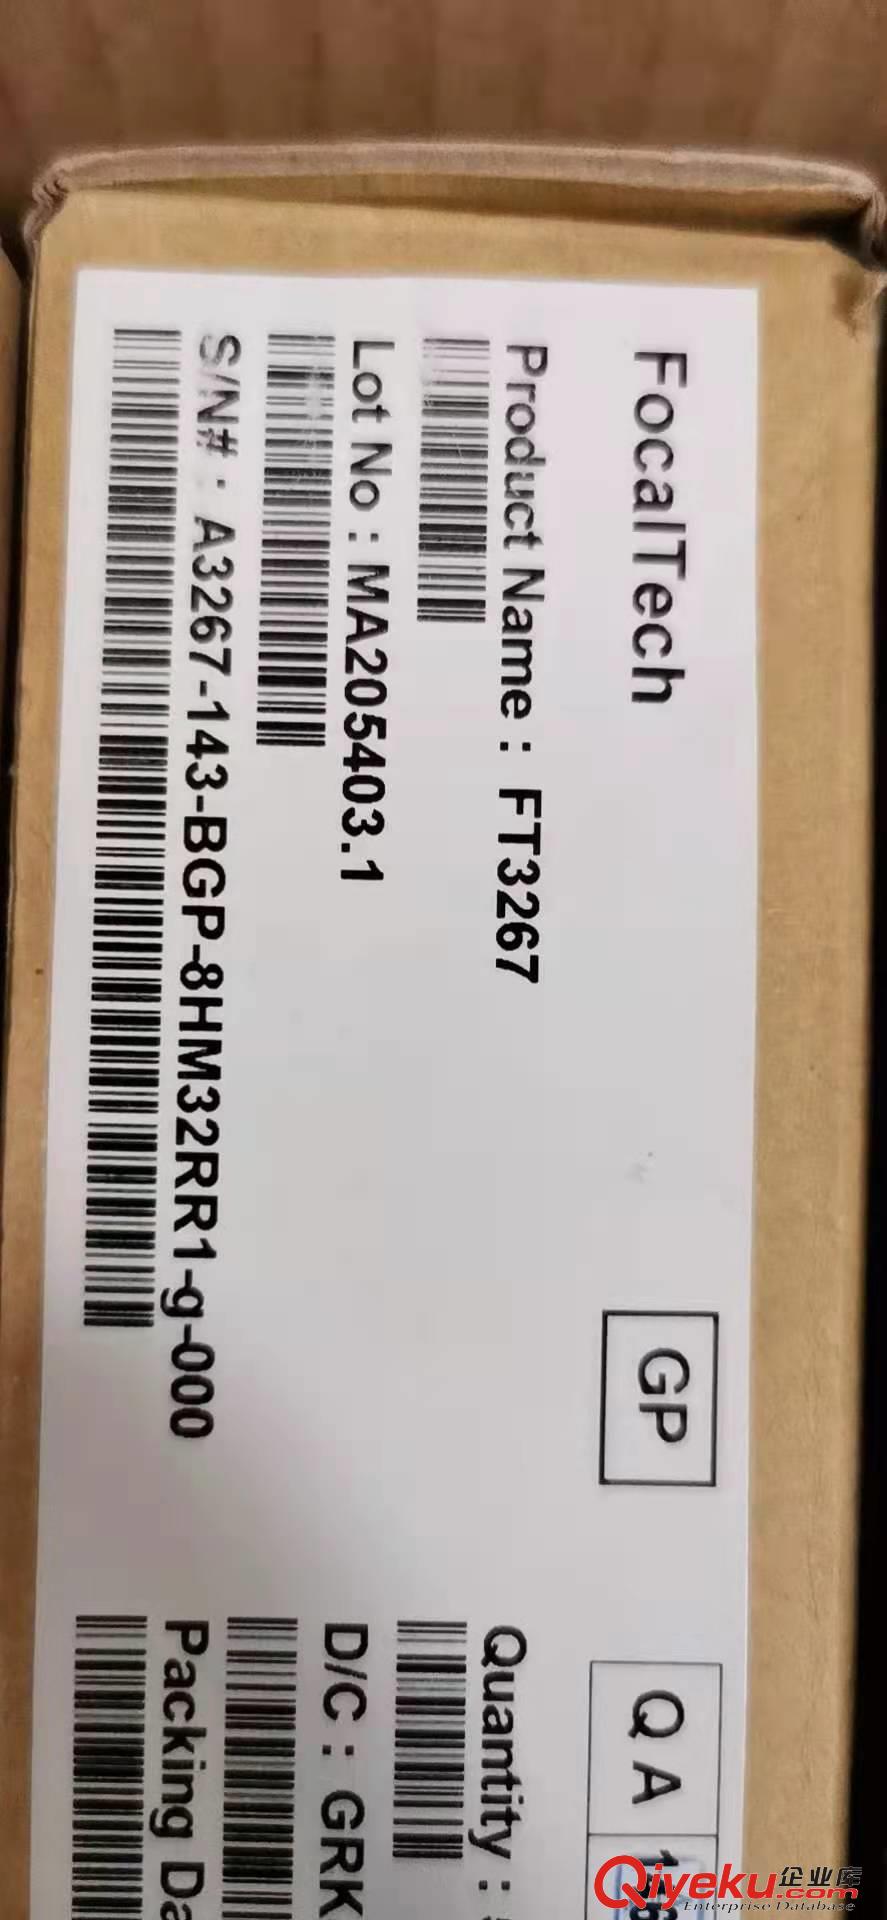 FocalTech
GP
QA
Product Name : FT3267
Quantity :
Lot No : MA205403.1
D/C : GRK
S/N# : A3267-143-BGP-8HM32RR1-g-000
Packing Da
Qiyeku.com
企业库
Enterprise Database